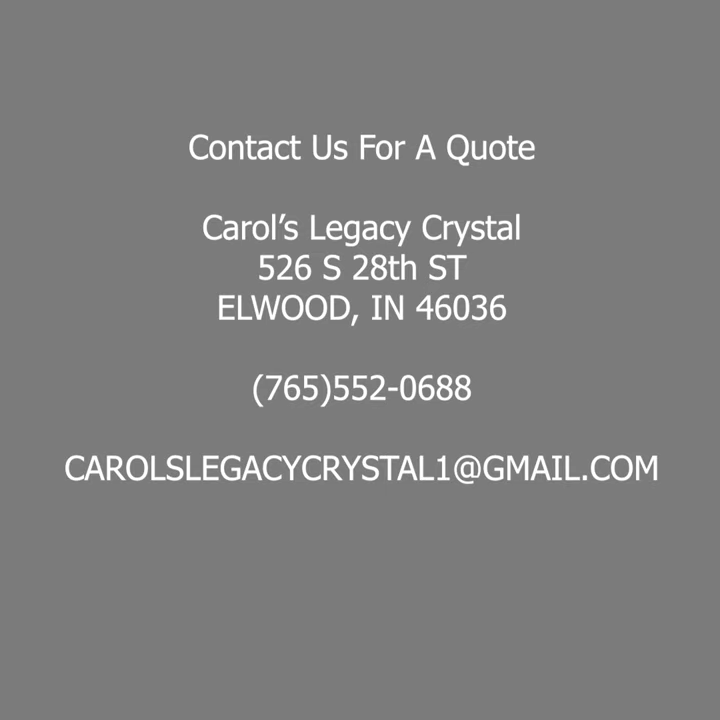 Contact Us For A Quote
Carol’s Legacy Crystal
526 S 28th ST
ELWOOD, IN 46036
(765)552-0688
CAROLSLEGACYCRYSTAL1@GMAIL.COM